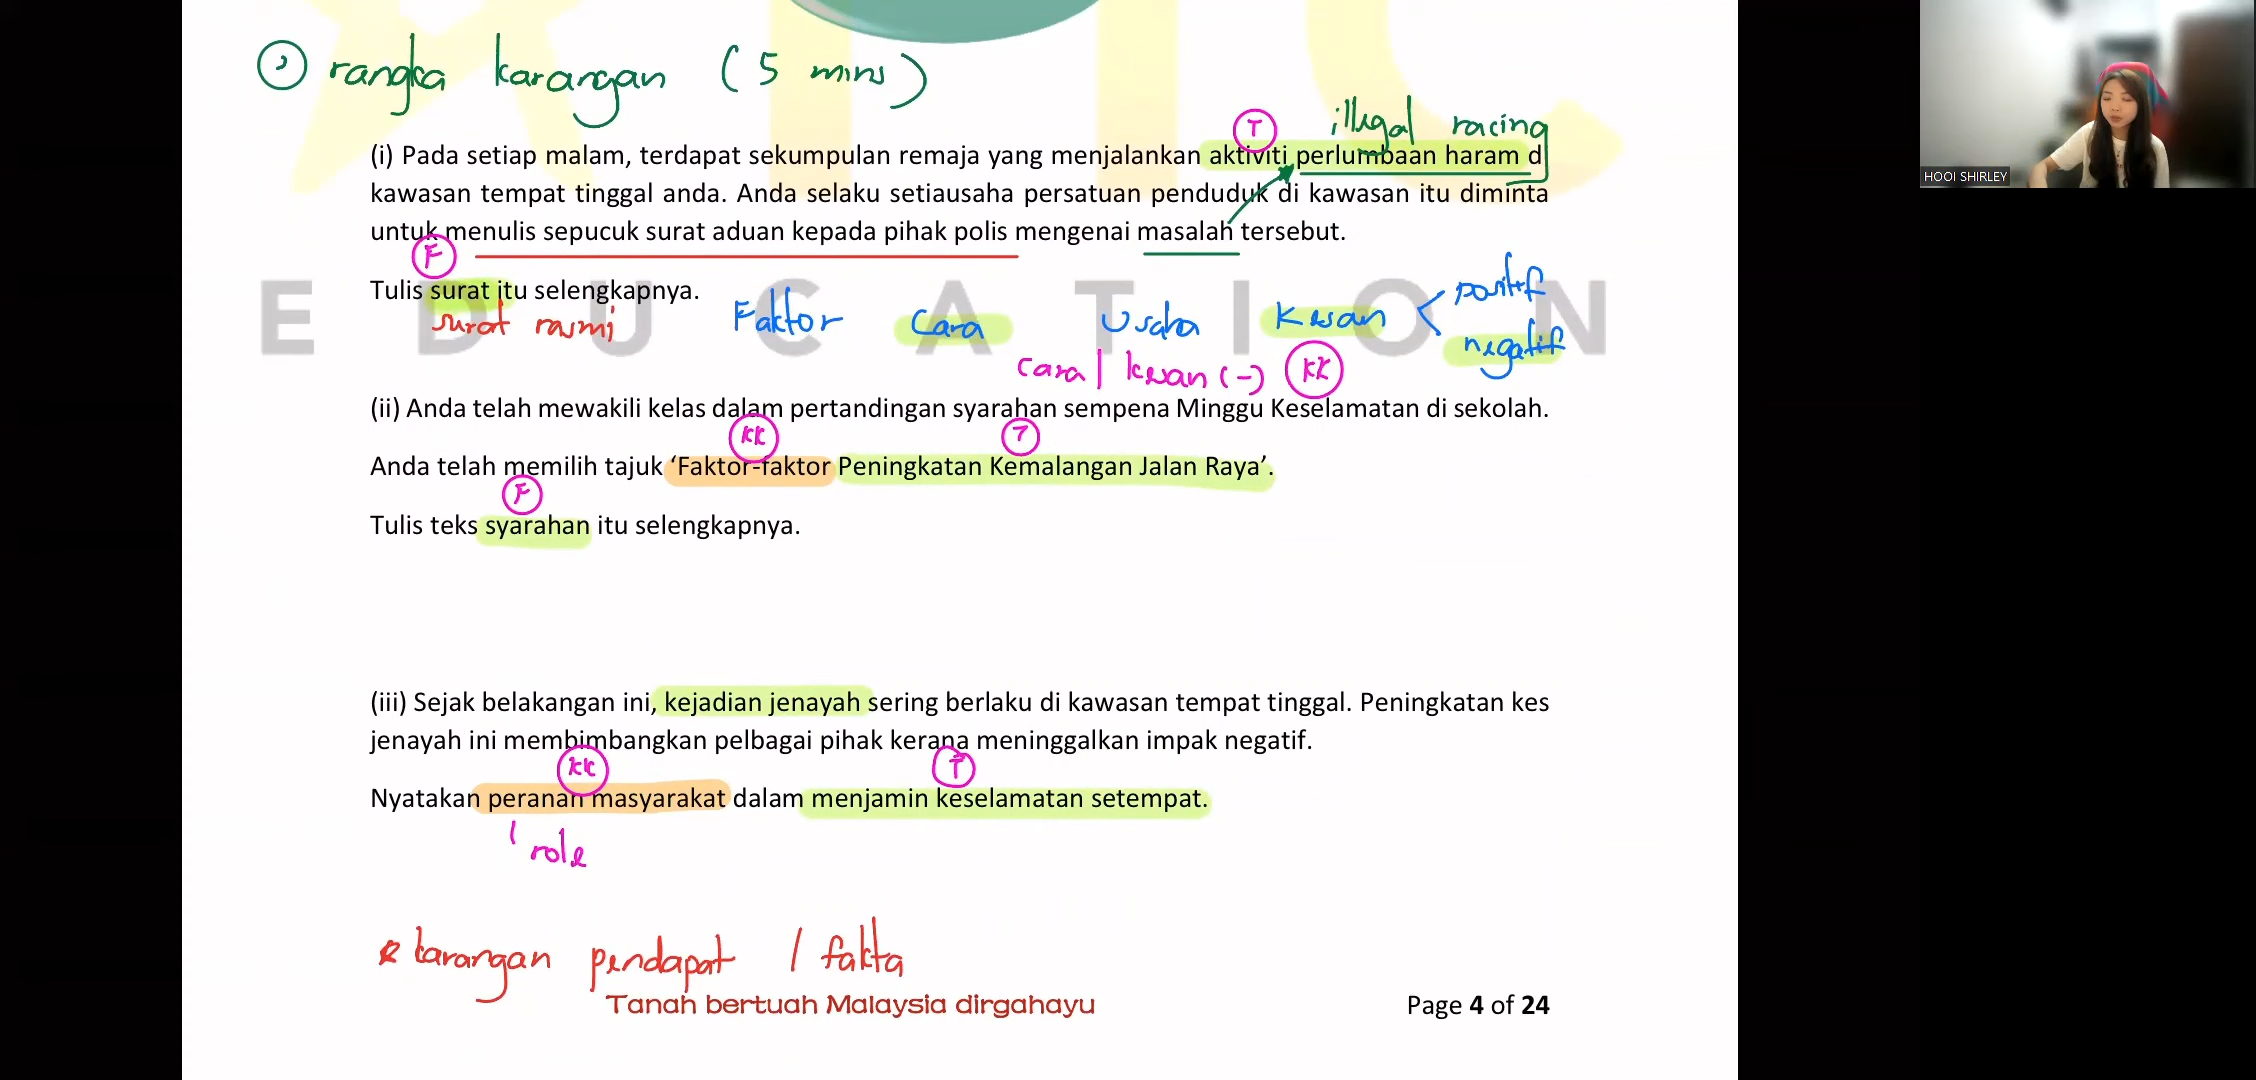 ② rangka karangan (5 mins)
T illegal racing
(i) Pada setiap malam, terdapat sekumpulan remaja yang menjalankan aktiviti perlumbaan haram d
kawasan tempat tinggal anda. Anda selaku setiausaha persatuan penduduk di kawasan itu diminta
untuk menulis sepucuk surat aduan kepada pihak polis mengenai masalah tersebut.
F
Tulis surat itu selengkapnya.
surat rasmi Faktor Cara Usaha Kesan < positif
negatif
cara / kesan (-) KK
EDUCATION
(ii) Anda telah mewakili kelas dalam pertandingan syarahan sempena Minggu Keselamatan di sekolah.
KK T
Anda telah memilih tajuk ‘Faktor-faktor Peningkatan Kemalangan Jalan Raya’.
F
Tulis teks syarahan itu selengkapnya.
(iii) Sejak belakangan ini, kejadian jenayah sering berlaku di kawasan tempat tinggal. Peningkatan kes
jenayah ini membimbangkan pelbagai pihak kerana meninggalkan impak negatif.
KK T
Nyatakan peranan masyarakat dalam menjamin keselamatan setempat.
role
* karangan pendapat / fakta
Tanah bertuah Malaysia dirgahayu
Page 4 of 24
HOOI SHIRLEY